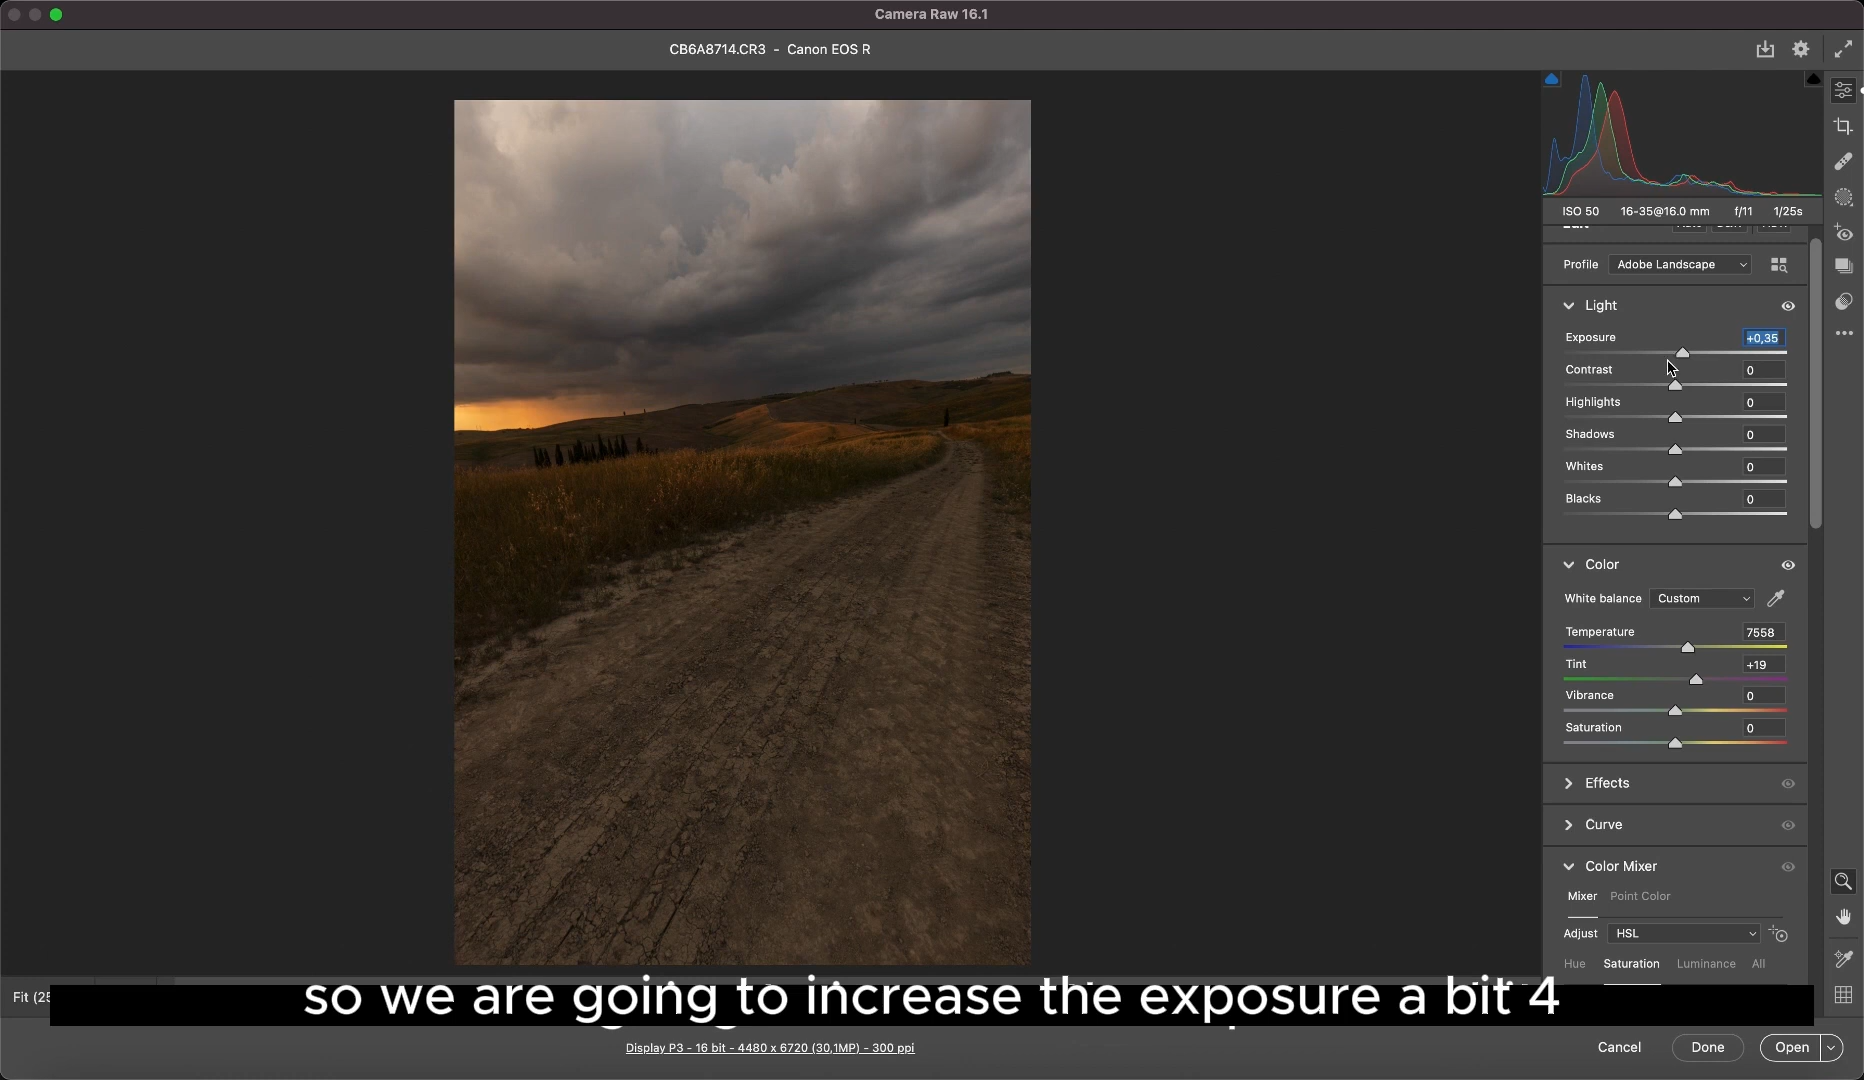 Camera Raw 16.1
CB6A8714.CR3 - Canon EOS R
ISO 50 16-35@16.0 mm f/11 1/25s
Profile Adobe Landscape
Light
Exposure +0,35
Contrast 0
Highlights 0
Shadows 0
Whites 0
Blacks 0
Color
White balance Custom
Temperature 7558
Tint +19
Vibrance 0
Saturation 0
Effects
Curve
Color Mixer
Mixer Point Color
Adjust HSL
Hue Saturation Luminance All
Fit (25
so we are going to increase the exposure a bit 4
Display P3 - 16 bit - 4480 x 6720 (30,1MP) - 300 ppi
Cancel Done Open